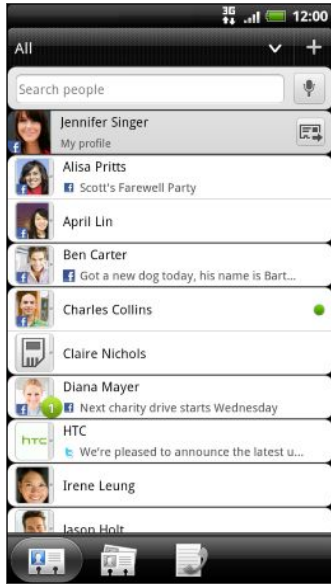 3G 12:00
All
Search people
Jennifer Singer
My profile
Alisa Pritts
Scott's Farewell Party
April Lin
Ben Carter
Got a new dog today, his name is Bart...
Charles Collins
Claire Nichols
Diana Mayer
1 Next charity drive starts Wednesday
HTC
hTC We're pleased to announce the latest u...
Irene Leung
Jason Holt